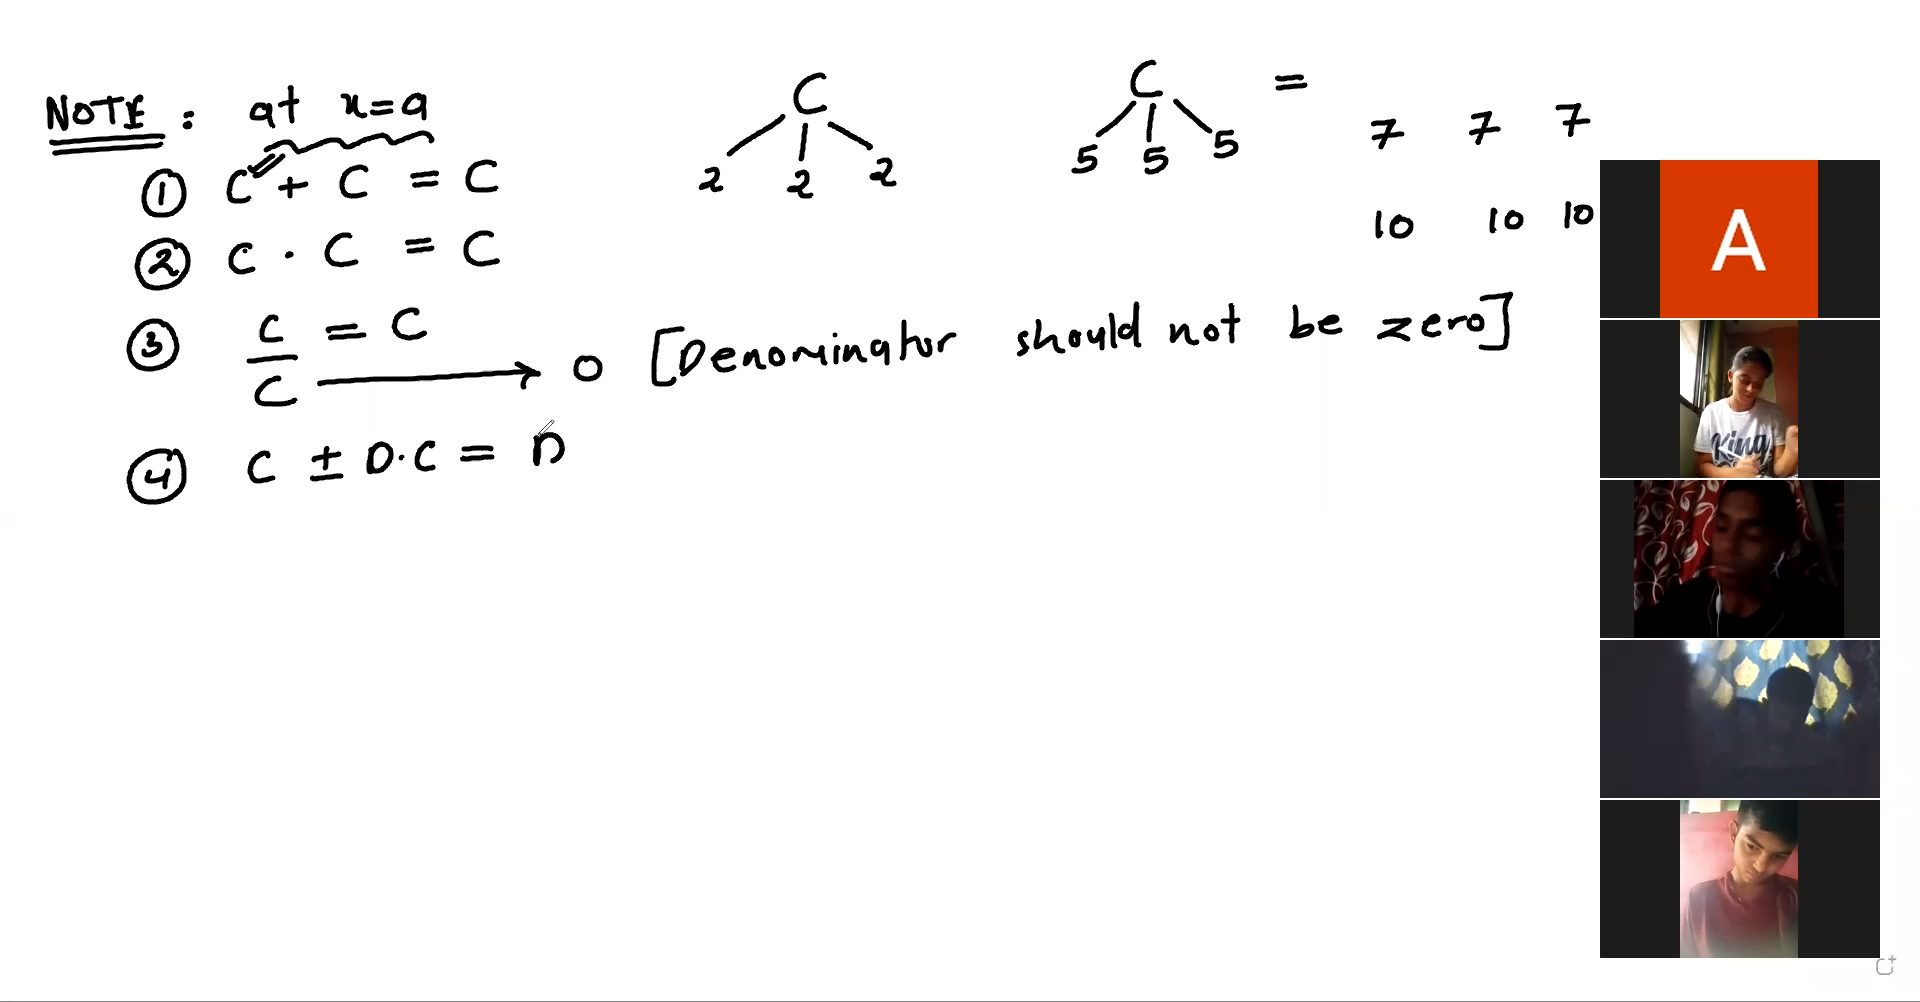 NOTE : at x=a
① C + C = C
② C · C = C
③ C/C = C → 0 [Denominator should not be zero]
④ C ± D·C = D
C
2 2 2
C =
5 5 5
7 7 7
10 10 10
A
King